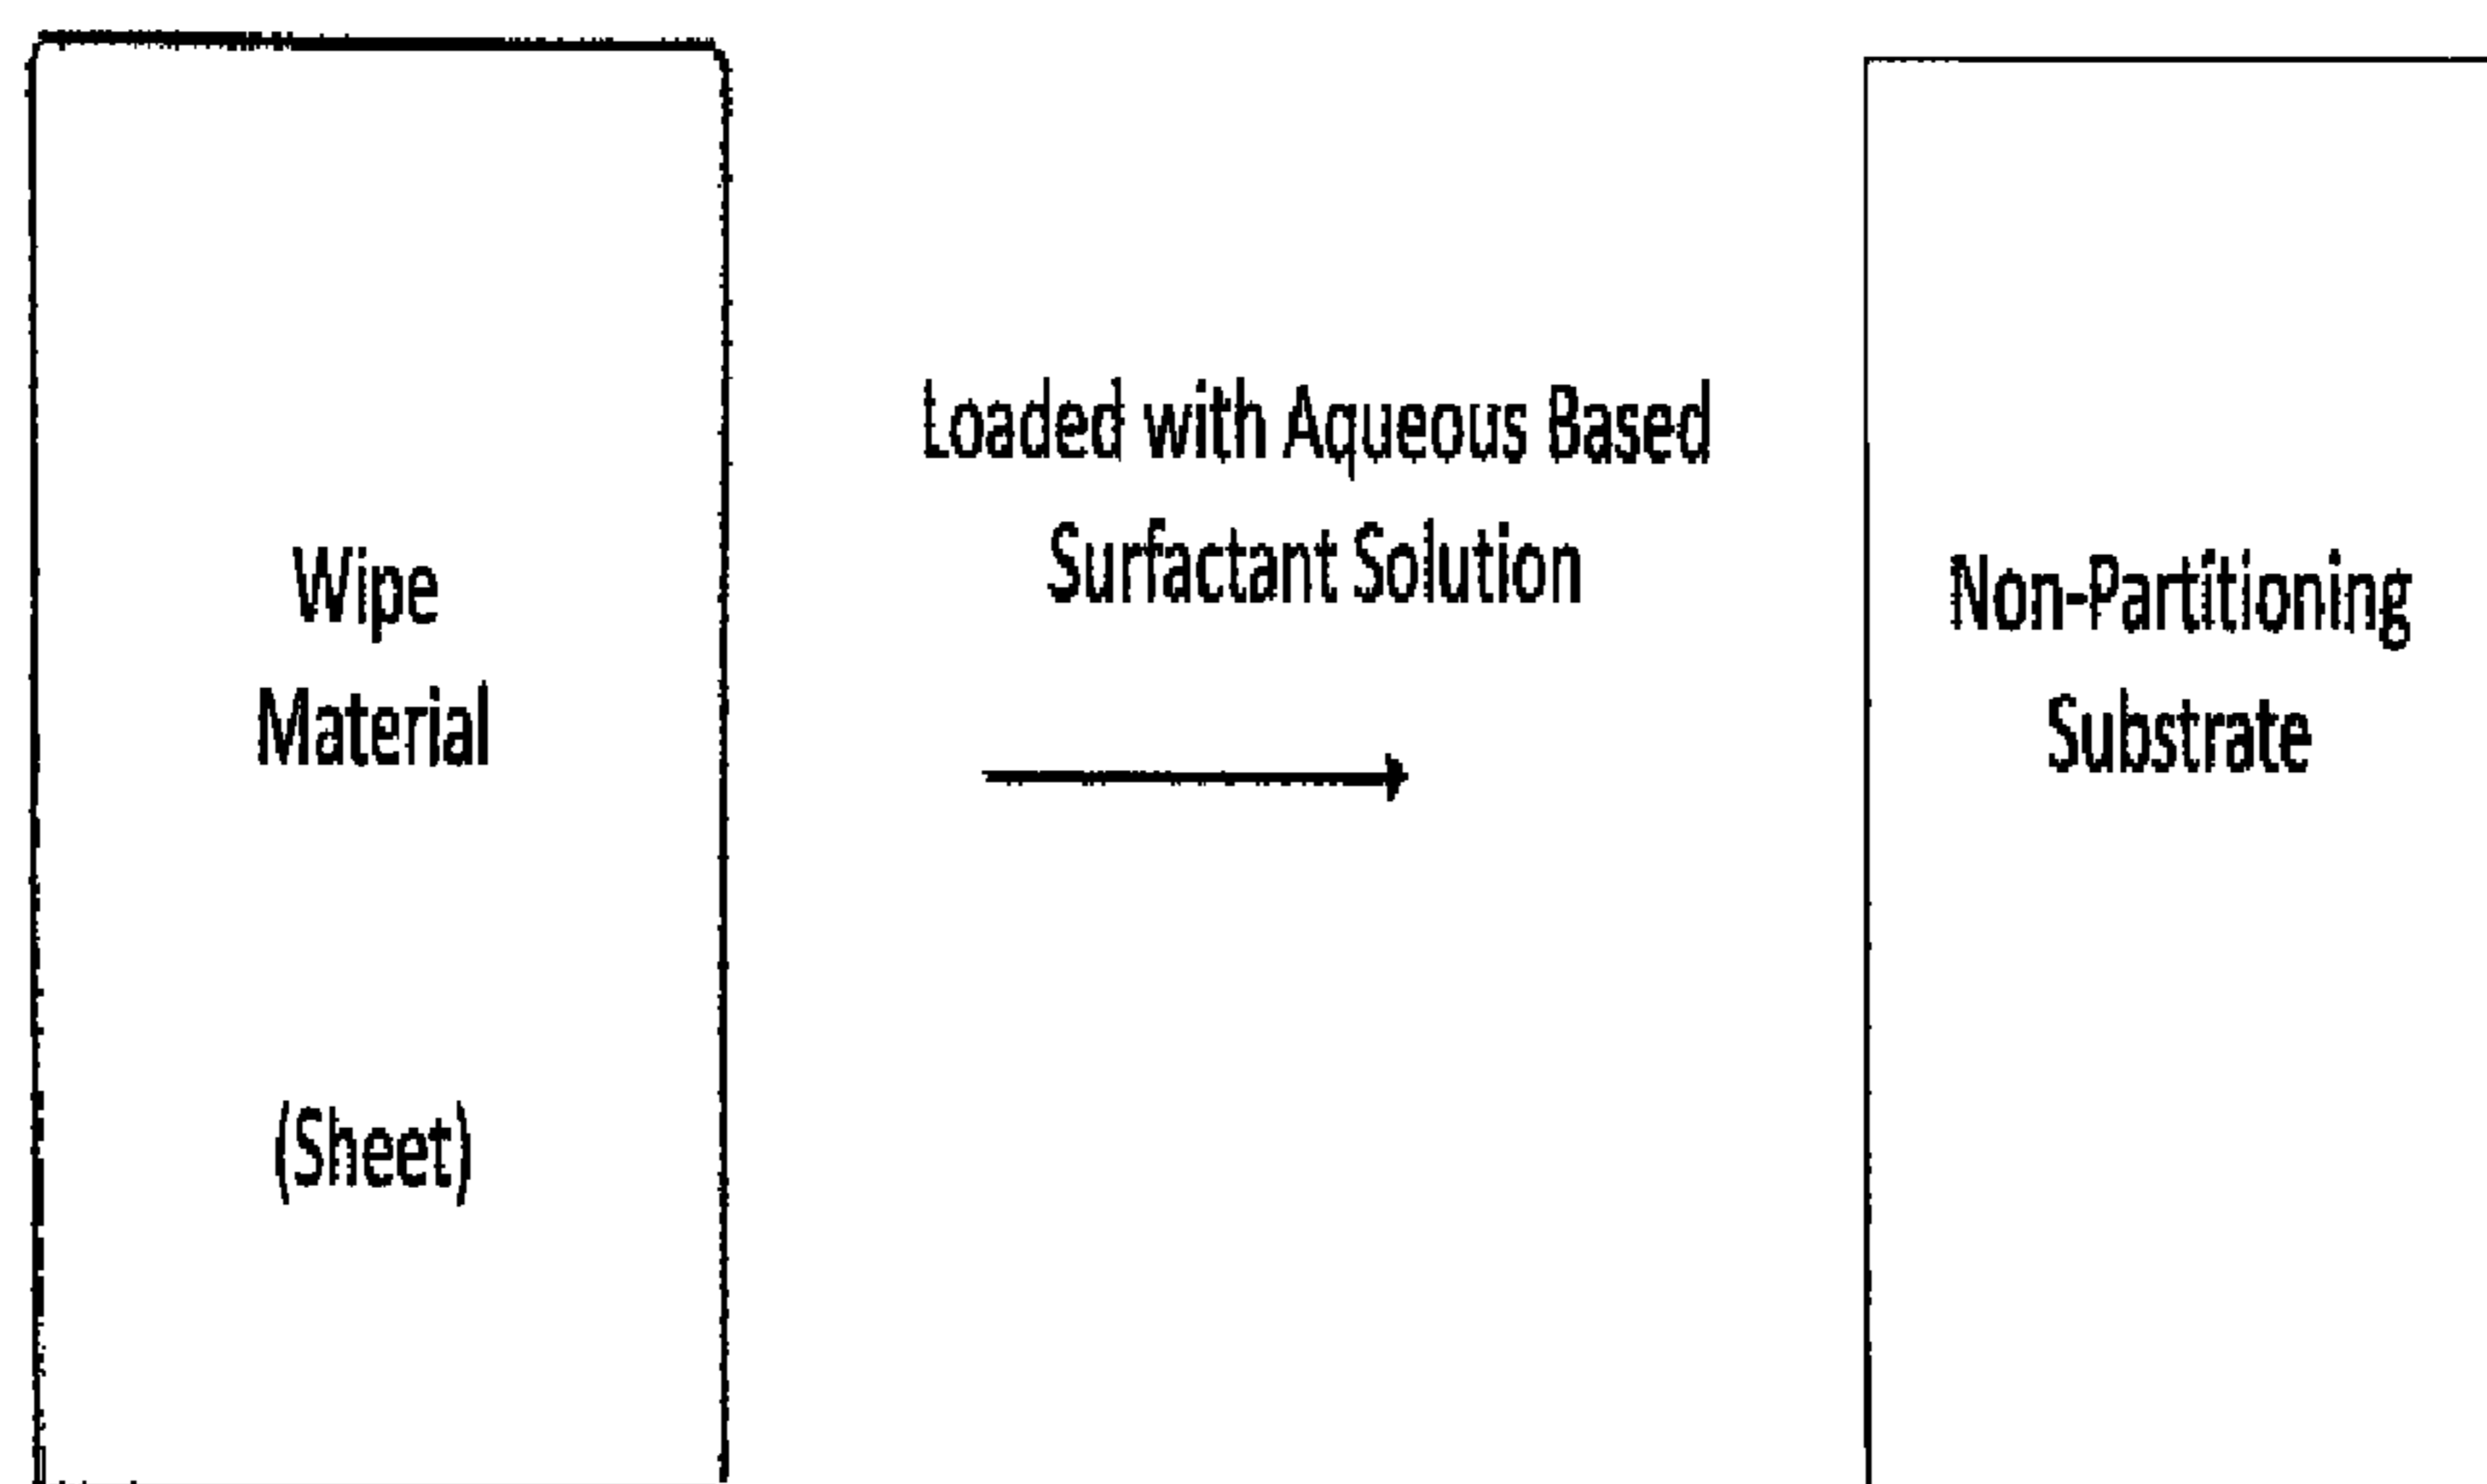 Wipe
Material
(Sheet)
Loaded with Aqueous Based
Surfactant Solution
Non-Partitioning
Substrate